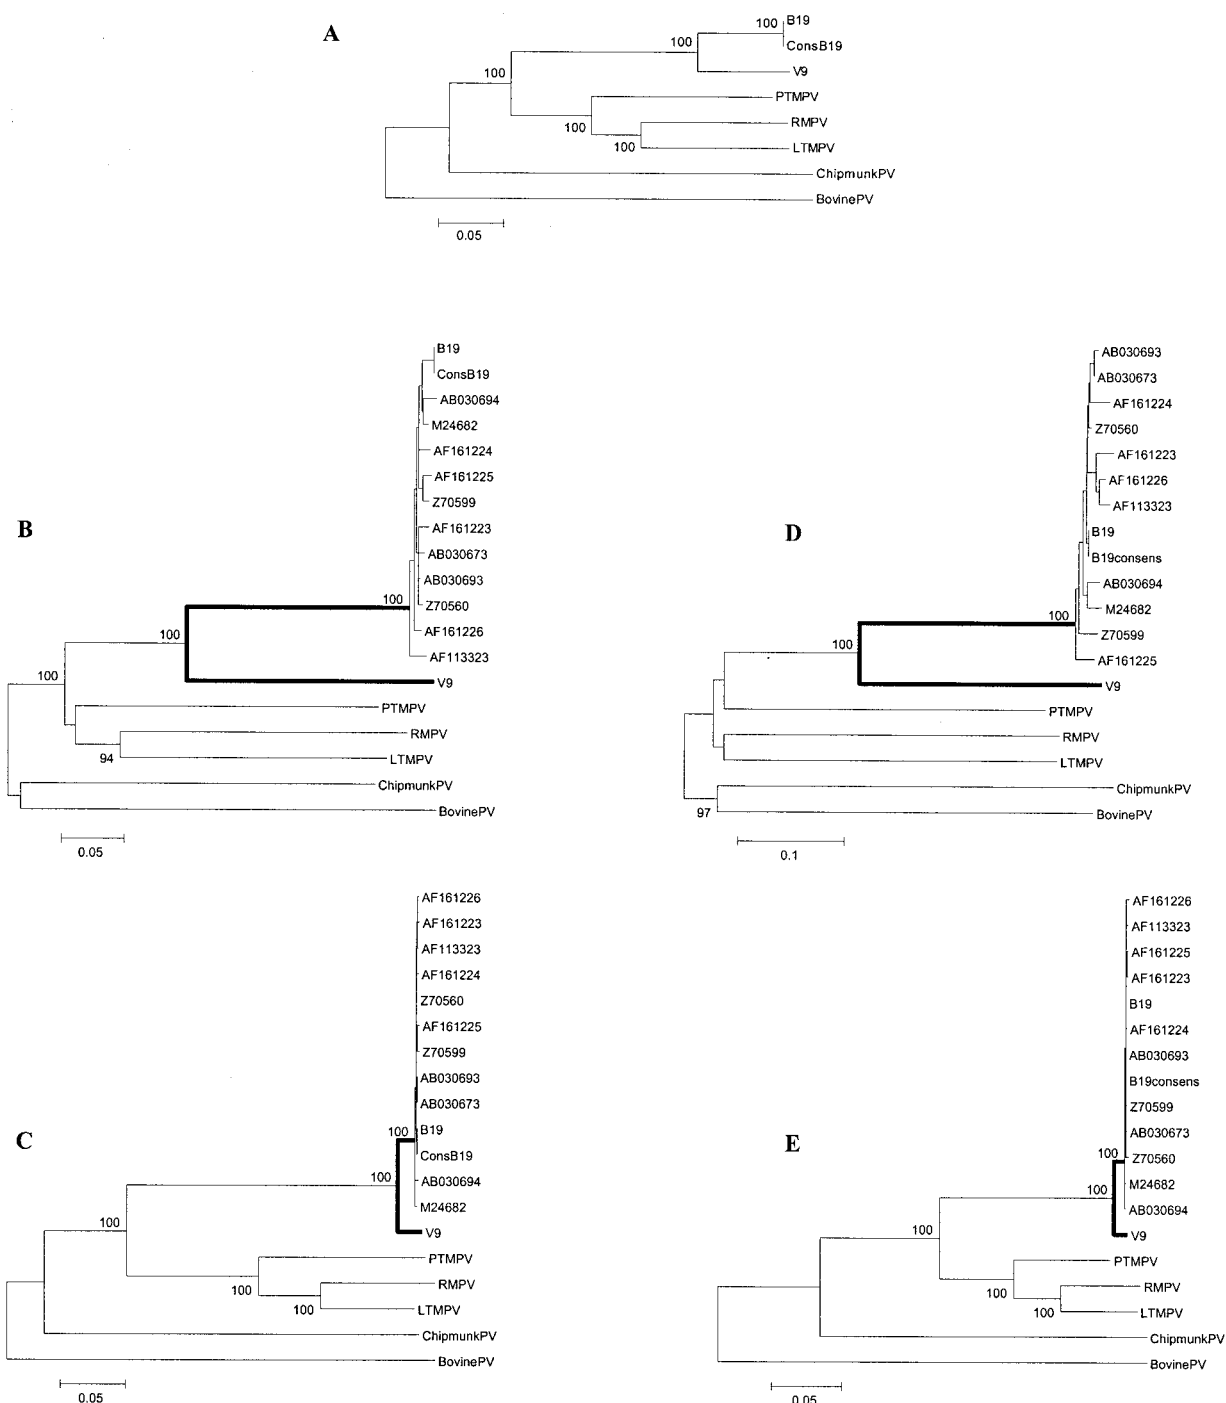 A
100
B19
100
ConsB19
100
V9
PTMPV
100
RMPV
100
LTMPV
ChipmunkPV
BovinePV
0.05
B
B19
ConsB19
AB030694
M24682
AF161224
AF161225
Z70599
AF161223
AB030673
AB030693
100
Z70560
100
AF161226
AF113323
100
V9
PTMPV
RMPV
94
LTMPV
ChipmunkPV
BovinePV
0.05
D
AB030693
AB030673
AF161224
Z70560
AF161223
AF161226
AF113323
B19
B19consens
AB030694
100
M24682
100
Z70599
AF161225
V9
PTMPV
RMPV
LTMPV
ChipmunkPV
97
BovinePV
0.1
C
AF161226
AF161223
AF113323
AF161224
Z70560
AF161225
Z70599
AB030693
AB030673
100
B19
ConsB19
100
AB030694
M24682
100
V9
PTMPV
100
RMPV
100
LTMPV
ChipmunkPV
BovinePV
0.05
E
AF161226
AF113323
AF161225
AF161223
B19
AF161224
AB030693
B19consens
Z70599
AB030673
100
Z70560
100
M24682
AB030694
100
V9
PTMPV
100
RMPV
100
LTMPV
ChipmunkPV
BovinePV
0.05